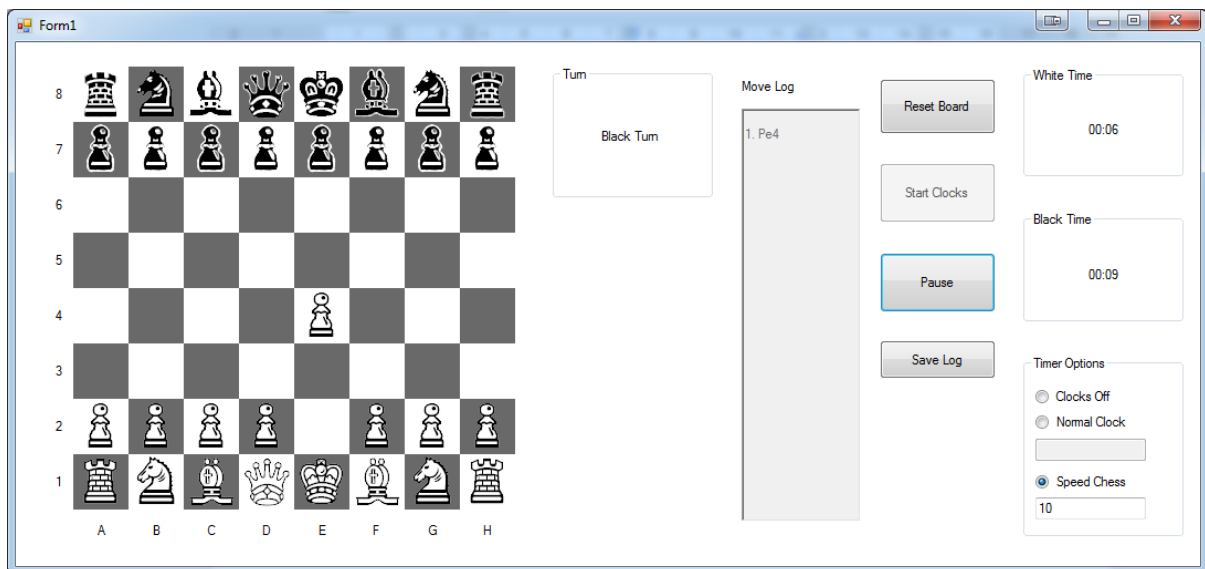 Form1
8
7
6
5
4
3
2
1
A B C D E F G H
Turn
Black Turn
Move Log
1. Pe4
Reset Board
Start Clocks
Pause
Save Log
White Time
00:06
Black Time
00:09
Timer Options
Clocks Off
Normal Clock
Speed Chess
10